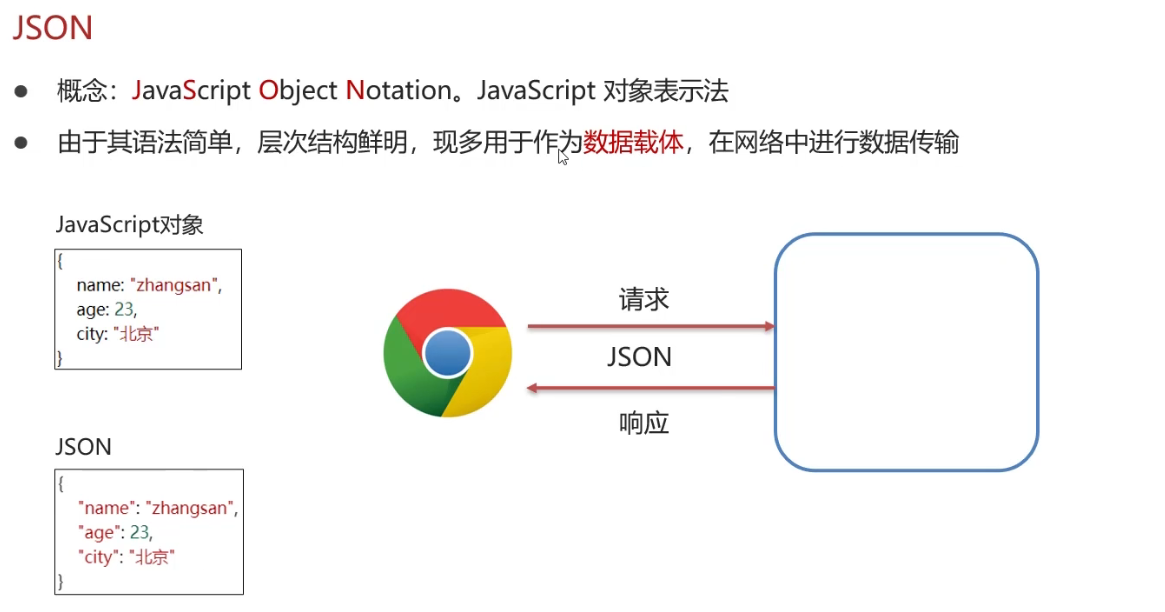 JSON
● 概念：JavaScript Object Notation。JavaScript 对象表示法
● 由于其语法简单，层次结构鲜明，现多用于作为数据载体，在网络中进行数据传输
JavaScript对象
{
name: "zhangsan",
age: 23,
city: "北京"
}
请求
JSON
响应
JSON
{
"name": "zhangsan",
"age": 23,
"city": "北京"
}